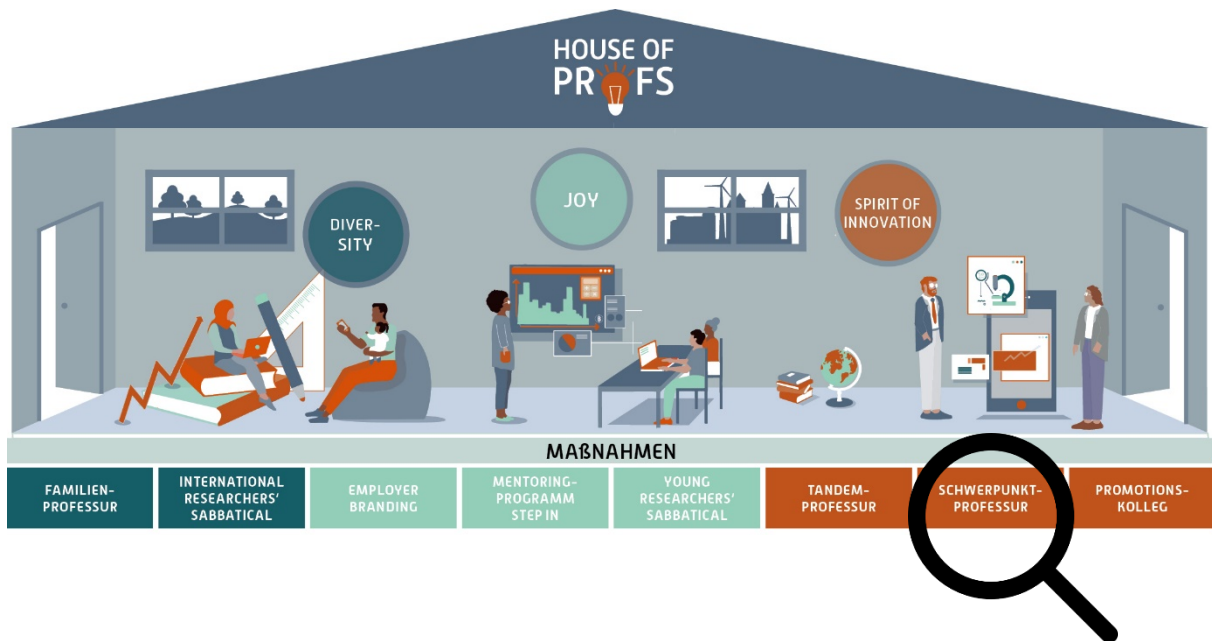 HOUSE OF
PROFS
DIVER-
SITY
JOY
SPIRIT OF
INNOVATION
MAßNAHMEN
FAMILIEN-
PROFESSUR
INTERNATIONAL
RESEARCHERS'
SABBATICAL
EMPLOYER
BRANDING
MENTORING-
PROGRAMM
STEP IN
YOUNG
RESEARCHERS'
SABBATICAL
TANDEM-
PROFESSUR
SCHWERPUNKT-
PROFESSUR
PROMOTIONS-
KOLLEG